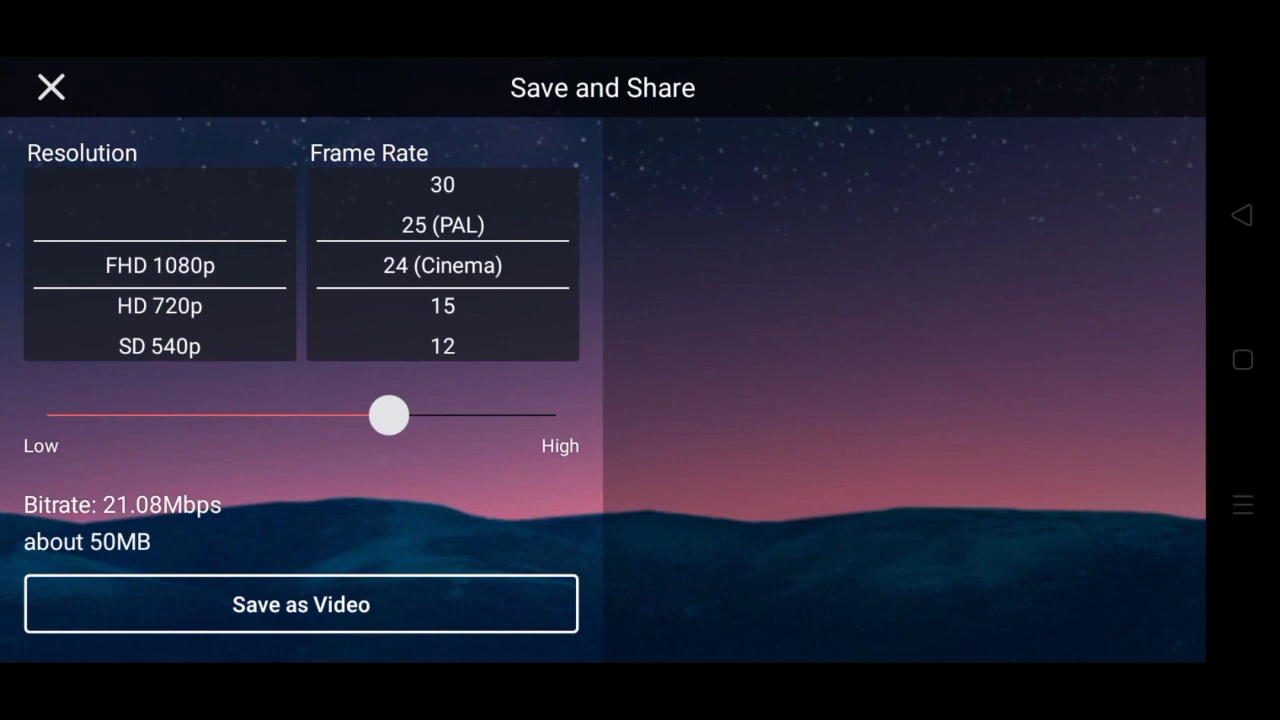 Save and Share
Resolution
Frame Rate
30
25 (PAL)
FHD 1080p
24 (Cinema)
HD 720p
15
SD 540p
12
Low
High
Bitrate: 21.08Mbps
about 50MB
Save as Video